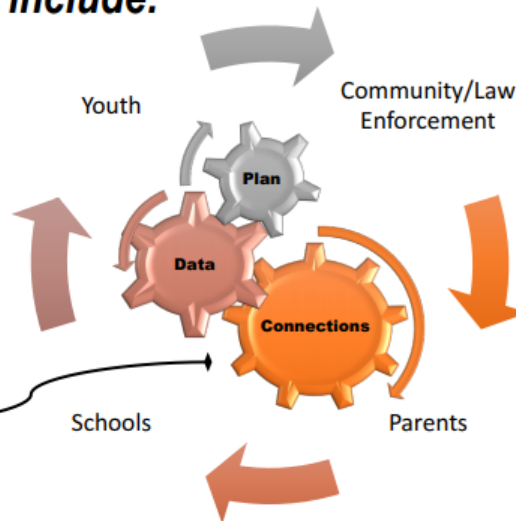 include:
Youth
Community/Law
Enforcement
Plan
Data
Connections
Schools
Parents